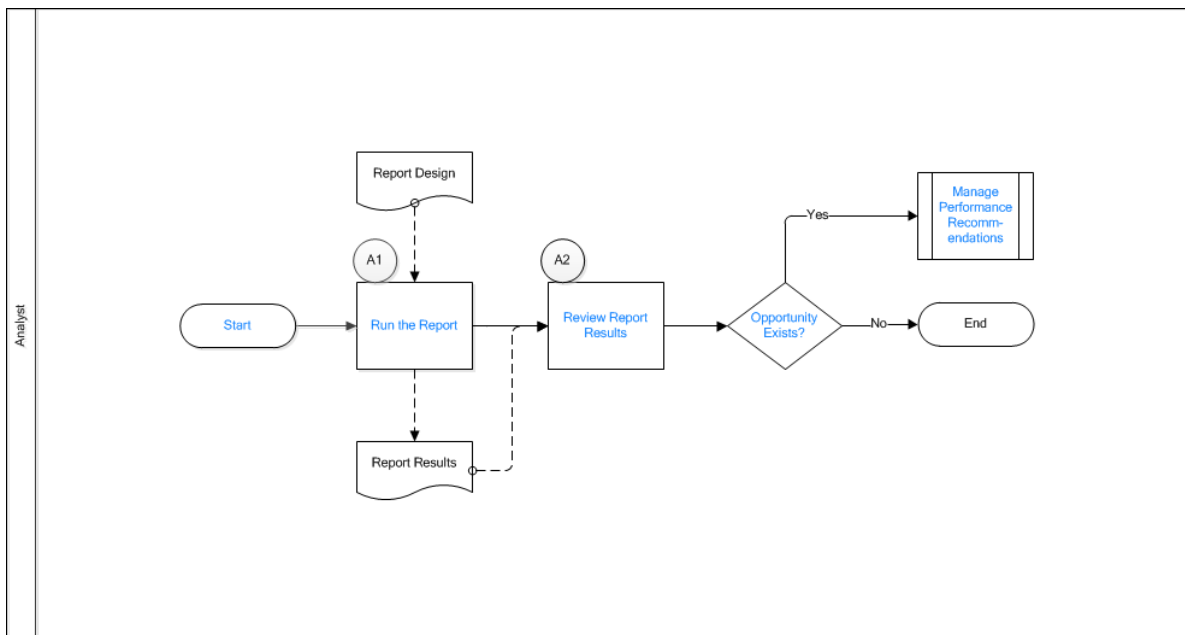 Analyst
Report Design
A1
A2
Start
Run the Report
Review Report
Results
Report Results
Opportunity
Exists?
Yes
Manage
Performance
Recomm-
endations
No
End